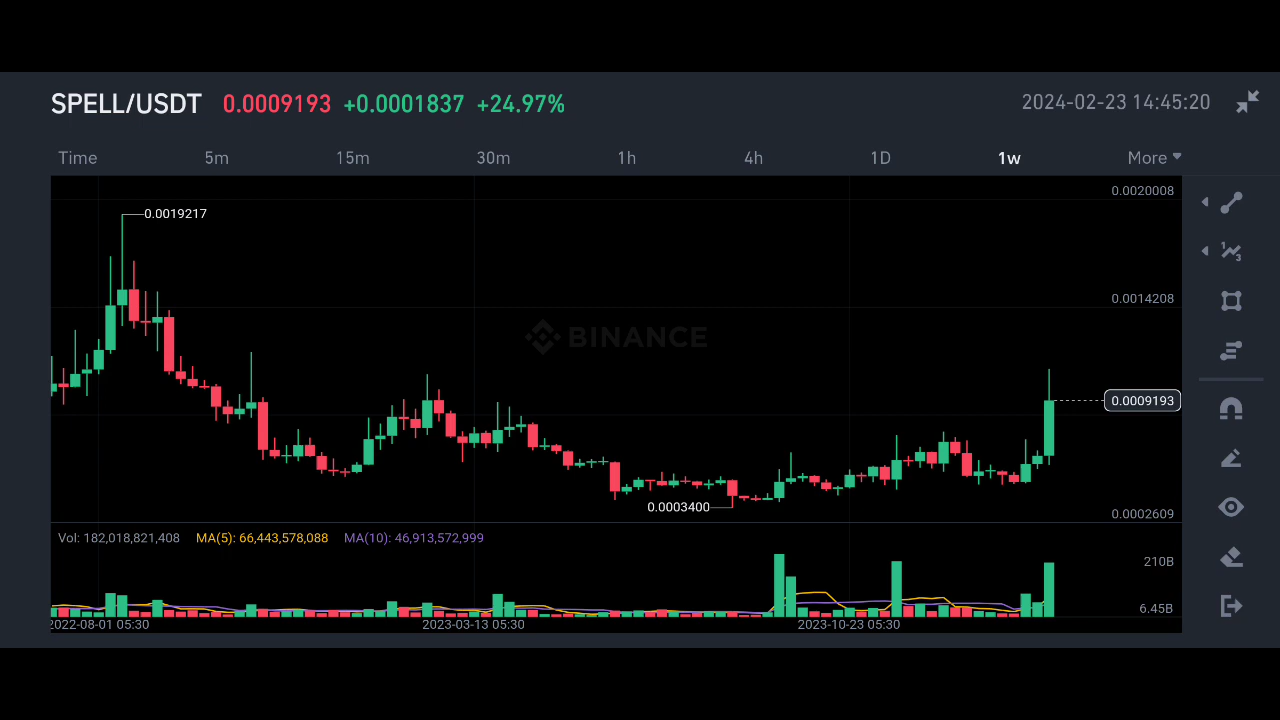 SPELL/USDT 0.0009193 +0.0001837 +24.97% 2024-02-23 14:45:20
Time 5m 15m 30m 1h 4h 1D 1w More
0.0020008
0.0019217
0.0014208
BINANCE
0.0009193
0.0003400
0.0002609
Vol: 182,018,821,408 MA(5): 66,443,578,088 MA(10): 46,913,572,999
210B
6.45B
2022-08-01 05:30 2023-03-13 05:30 2023-10-23 05:30